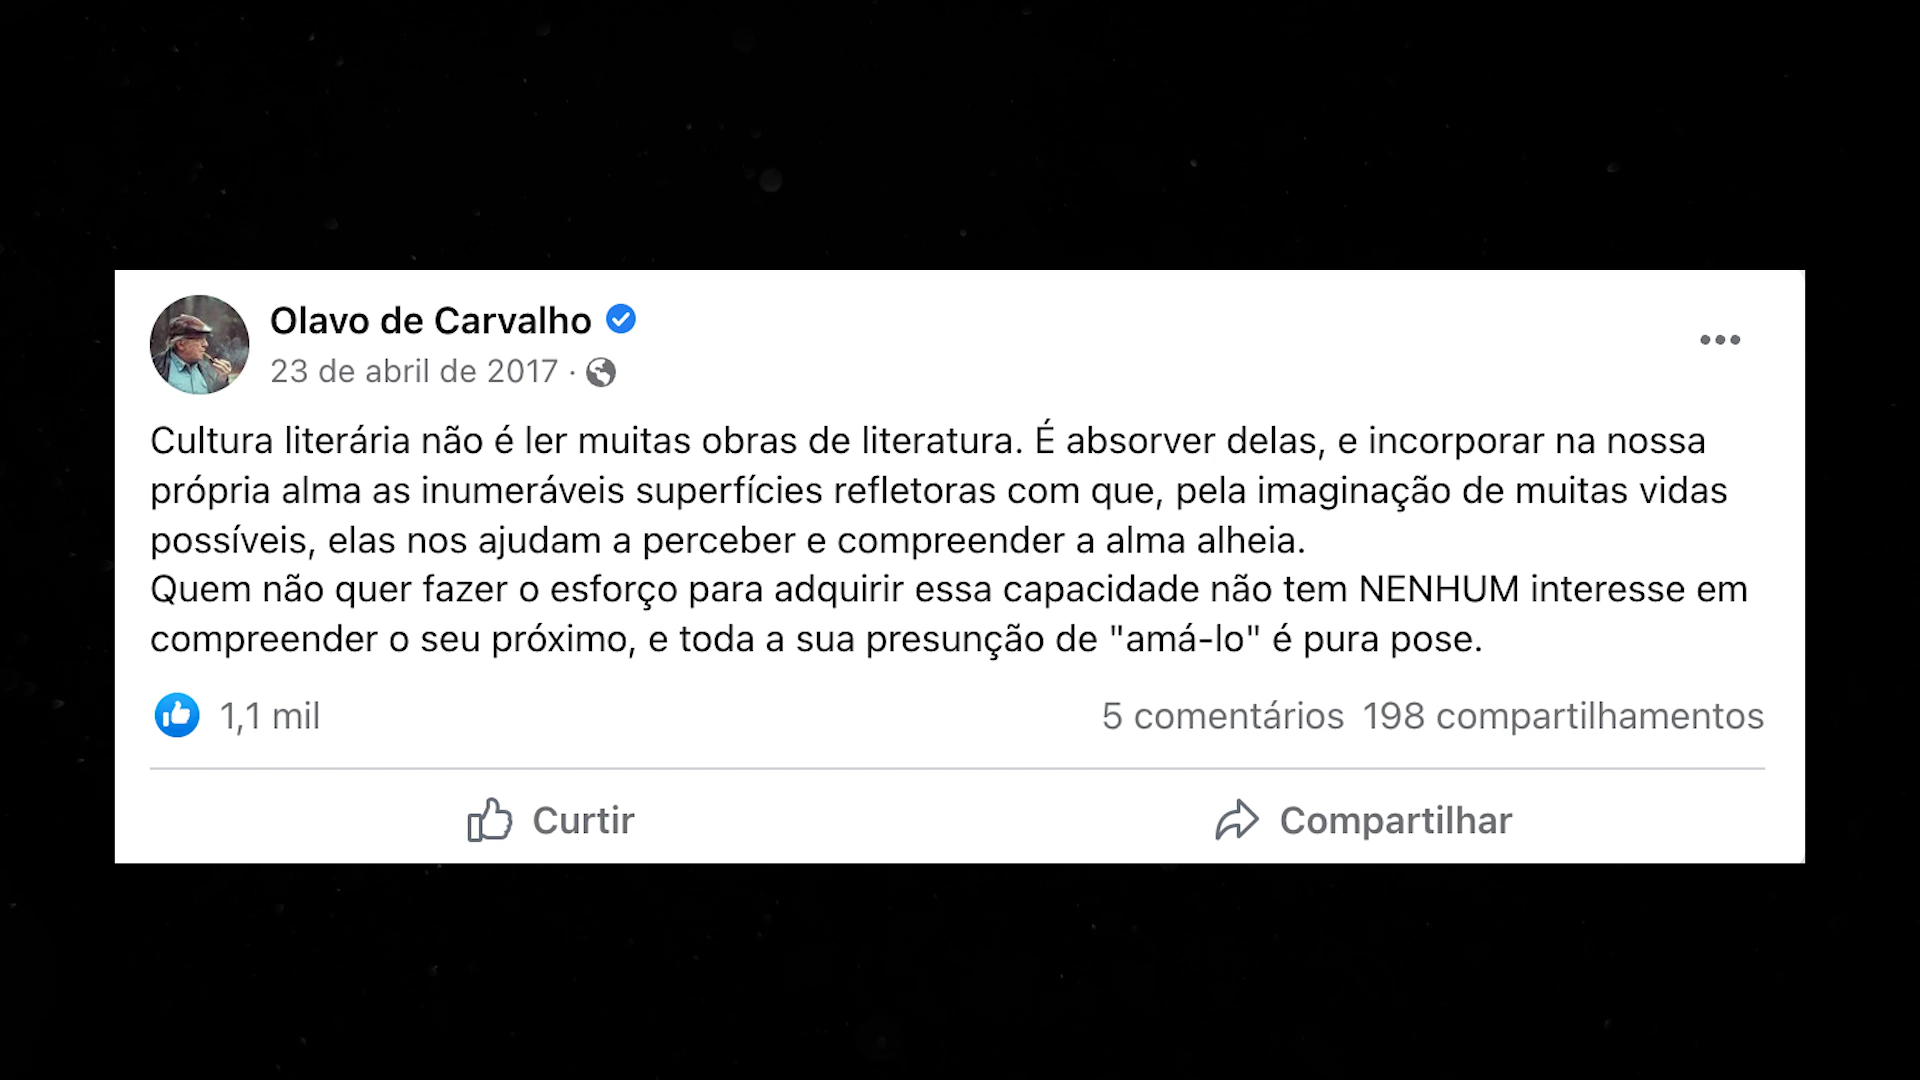 Olavo de Carvalho
23 de abril de 2017 ·
Cultura literária não é ler muitas obras de literatura. É absorver delas, e incorporar na nossa
própria alma as inumeráveis superfícies refletoras com que, pela imaginação de muitas vidas
possíveis, elas nos ajudam a perceber e compreender a alma alheia.
Quem não quer fazer o esforço para adquirir essa capacidade não tem NENHUM interesse em
compreender o seu próximo, e toda a sua presunção de "amá-lo" é pura pose.
1,1 mil 5 comentários 198 compartilhamentos
Curtir Compartilhar